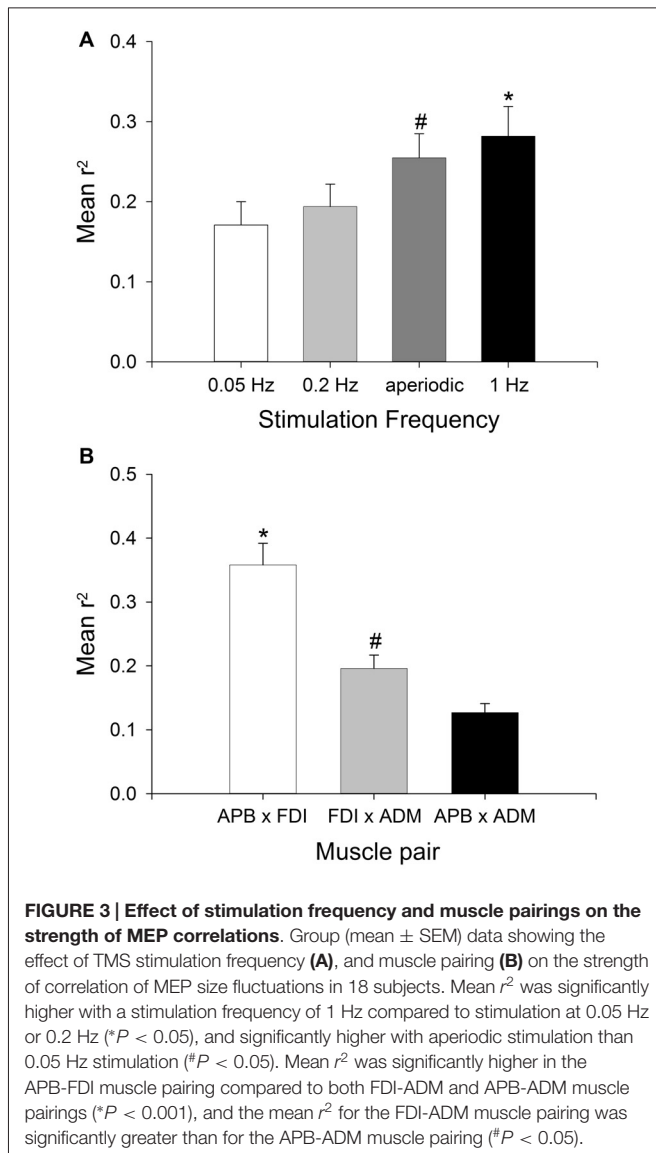 A
0.4
0.3
0.2
0.1
0.0
Mean r²
#
*
0.05 Hz 0.2 Hz aperiodic 1 Hz
Stimulation Frequency
B
0.5
0.4
0.3
0.2
0.1
0.0
Mean r²
*
#
APB x FDI FDI x ADM APB x ADM
Muscle pair
FIGURE 3 | Effect of stimulation frequency and muscle pairings on the
strength of MEP correlations. Group (mean ± SEM) data showing the
effect of TMS stimulation frequency (A), and muscle pairing (B) on the strength
of correlation of MEP size fluctuations in 18 subjects. Mean r² was significantly
higher with a stimulation frequency of 1 Hz compared to stimulation at 0.05 Hz
or 0.2 Hz (*P < 0.05), and significantly higher with aperiodic stimulation than
0.05 Hz stimulation (#P < 0.05). Mean r² was significantly higher in the
APB-FDI muscle pairing compared to both FDI-ADM and APB-ADM muscle
pairings (*P < 0.001), and the mean r² for the FDI-ADM muscle pairing was
significantly greater than for the APB-ADM muscle pairing (#P < 0.05).